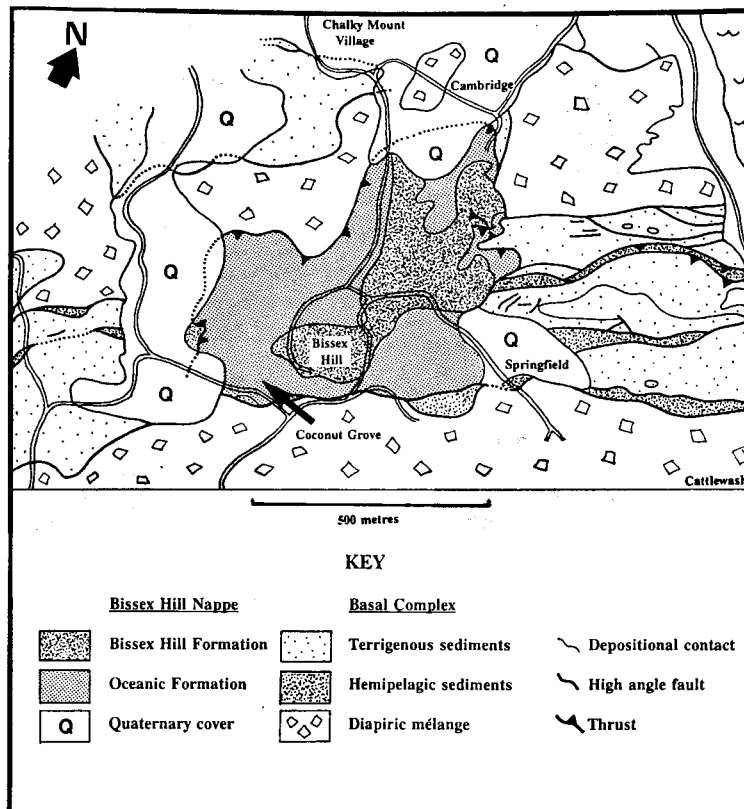 N
Chalky Mount
Village
Q
Cambridge
Q
Q
Q
Q
Bissex
Hill
Springfield
Q
Coconut Grove
Cattlewash
500 metres
KEY
Bissex Hill Nappe
Basal Complex
Bissex Hill Formation
Terrigenous sediments
Depositional contact
Oceanic Formation
Hemipelagic sediments
High angle fault
Q
Quaternary cover
Diapiric mélange
Thrust